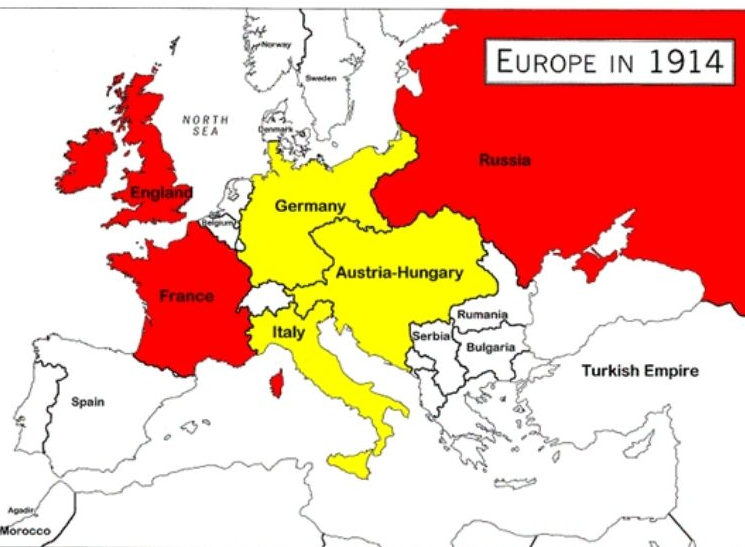 Norway
EUROPE IN 1914
Sweden
NORTH
SEA
Denmark
Russia
England
Germany
Belgium
Austria-Hungary
France
Rumania
Italy
Serbia
Bulgaria
Turkish Empire
Spain
Agadir
Morocco